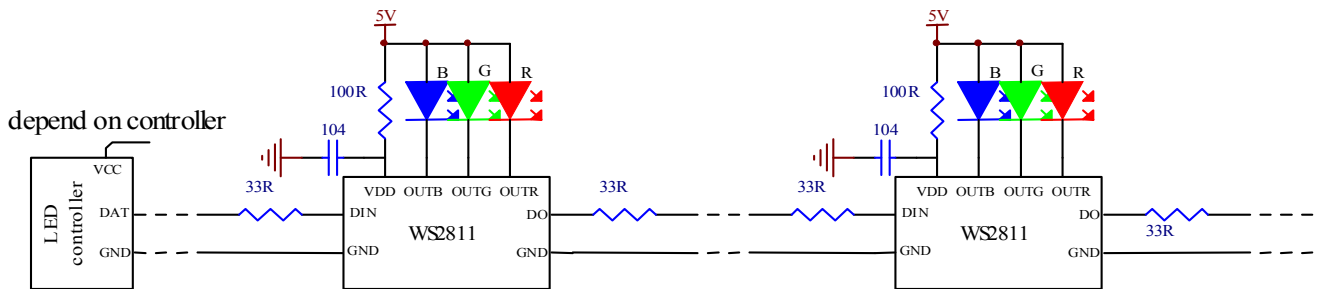 5V
5V
B G R
B G R
100R
100R
depend on controller
104
104
VCC
33R
VDD OUTB OUTG OUTR
33R
33R
VDD OUTB OUTG OUTR
LED controller
DAT
DIN
DO
DIN
DO
WS2811
WS2811
33R
GND
GND
GND
GND
GND